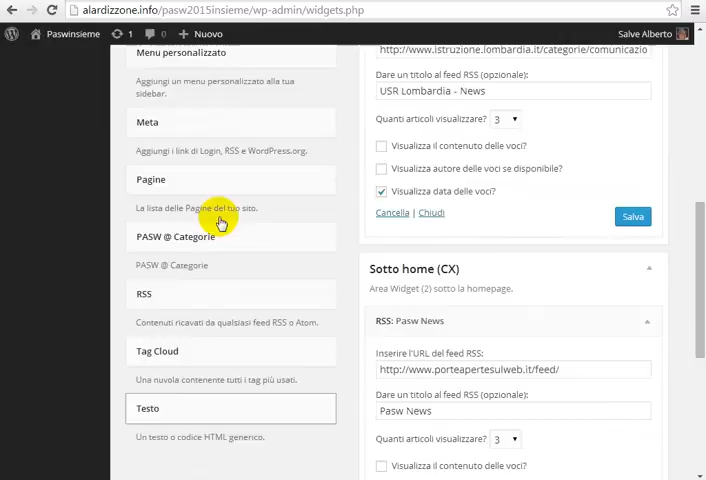 alardizzone.info/pasw2015insieme/wp-admin/widgets.php
Paswinsieme 1 0 Nuovo Salve Alberto
Menu personalizzato
Aggiungi un menu personalizzato alla tua
sidebar.
Meta
Aggiungi i link di Login, RSS e WordPress.org.
Pagine
La lista delle Pagine del tuo sito.
PASW @ Categorie
PASW @ Categorie
RSS
Contenuti ricavati da qualsiasi feed RSS o Atom.
Tag Cloud
Una nuvola contenente tutti i tag più usati.
Testo
Un testo o codice HTML generico.
http://www.istruzione.lombardia.it/categorie/comunicazio
Dare un titolo al feed RSS (opzionale):
USR Lombardia - News
Quanti articoli visualizzare? 3
Visualizza il contenuto delle voci?
Visualizza autore delle voci se disponibile?
Visualizza data delle voci?
Cancella | Chiudi
Salva
Sotto home (CX)
Area Widget (2) sotto la homepage.
RSS: Pasw News
Inserire l'URL del feed RSS:
http://www.porteapertesulweb.it/feed/
Dare un titolo al feed RSS (opzionale):
Pasw News
Quanti articoli visualizzare? 3
Visualizza il contenuto delle voci?